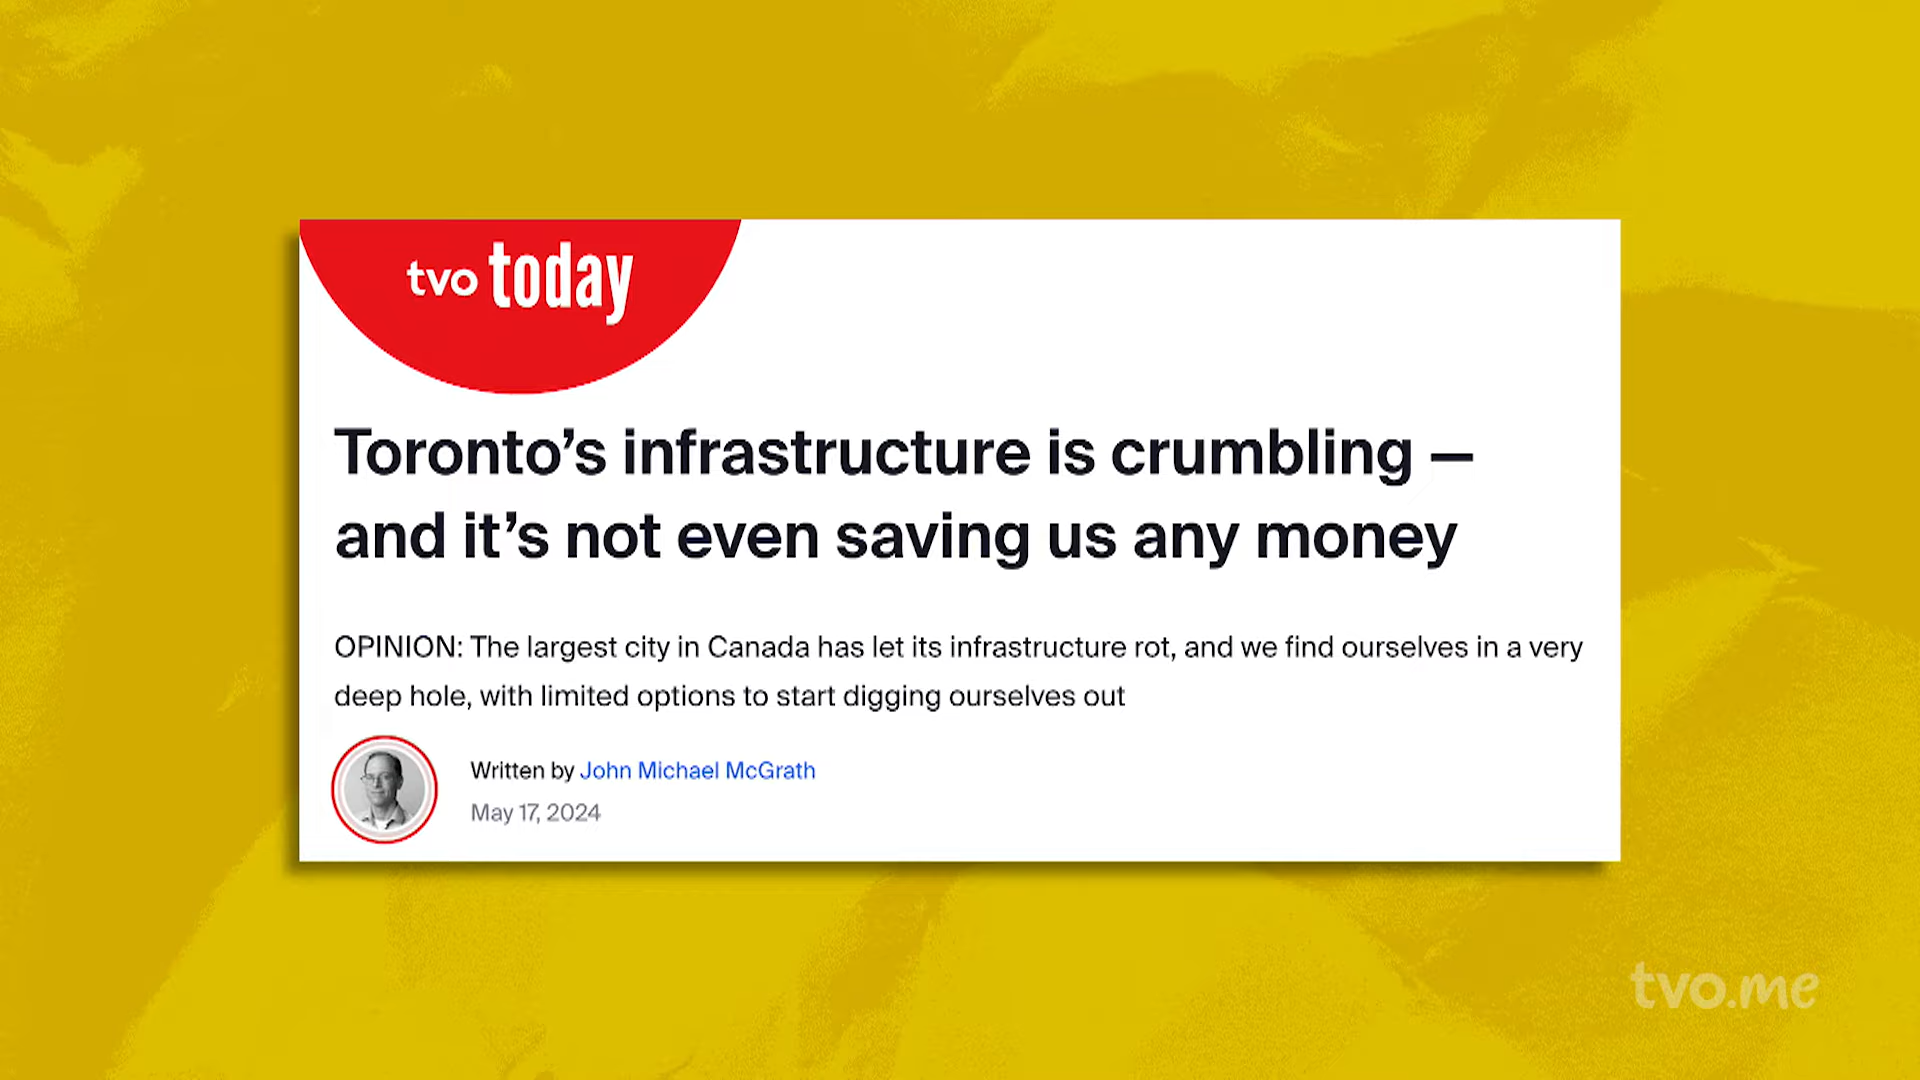 tvo today
Toronto’s infrastructure is crumbling —
and it’s not even saving us any money
OPINION: The largest city in Canada has let its infrastructure rot, and we find ourselves in a very
deep hole, with limited options to start digging ourselves out
Written by John Michael McGrath
May 17, 2024
tvo.me